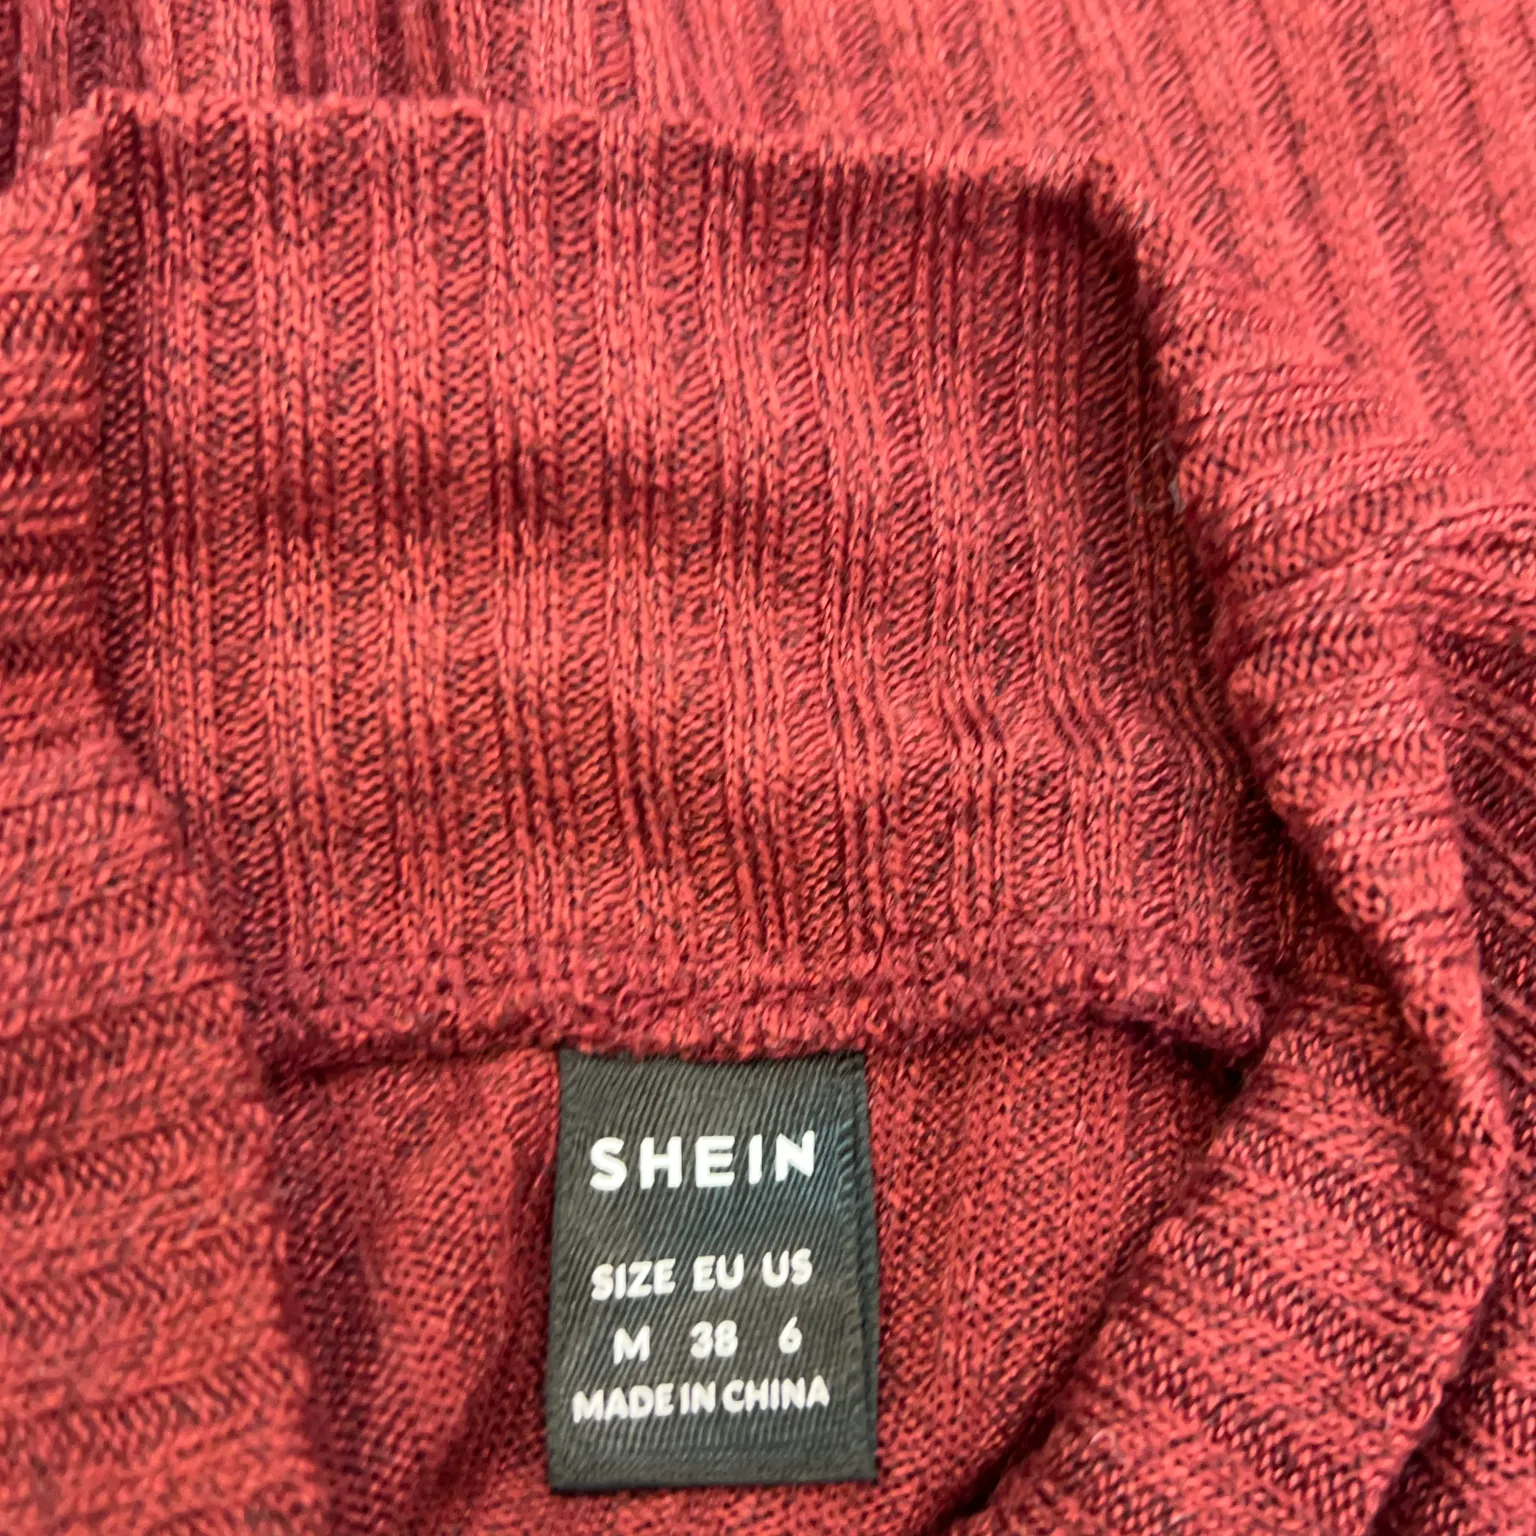 SHEIN
SIZE EU US
M 38 6
MADE IN CHINA